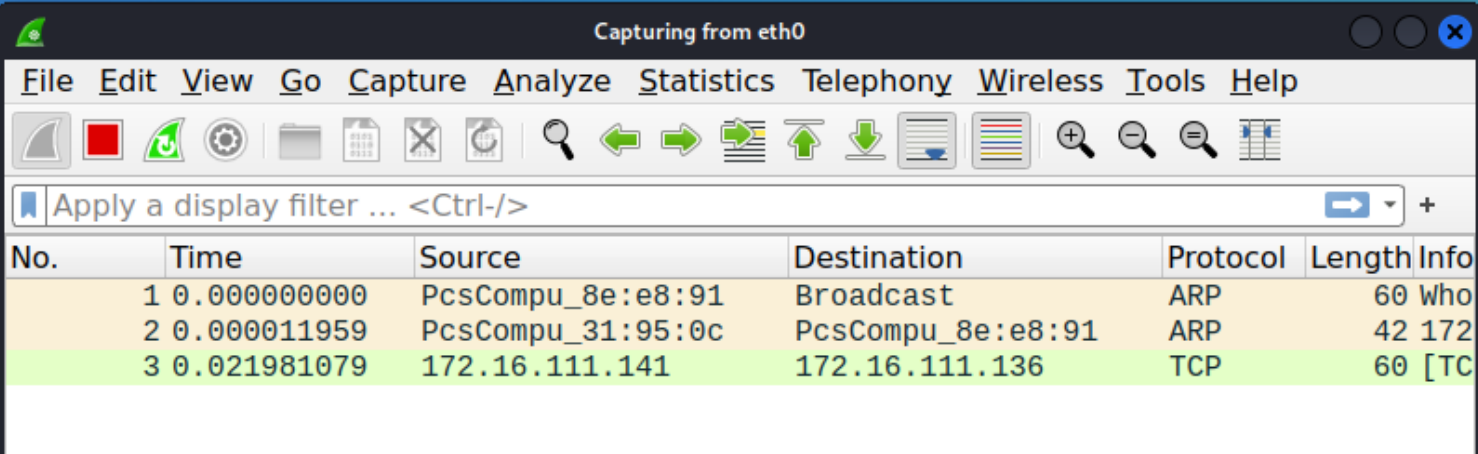 Capturing from eth0
File Edit View Go Capture Analyze Statistics Telephony Wireless Tools Help
Apply a display filter ... <Ctrl-/>
No. Time Source Destination Protocol Length Info
1 0.000000000 PcsCompu_8e:e8:91 Broadcast ARP 60 Who
2 0.000011959 PcsCompu_31:95:0c PcsCompu_8e:e8:91 ARP 42 172
3 0.021981079 172.16.111.141 172.16.111.136 TCP 60 [TC